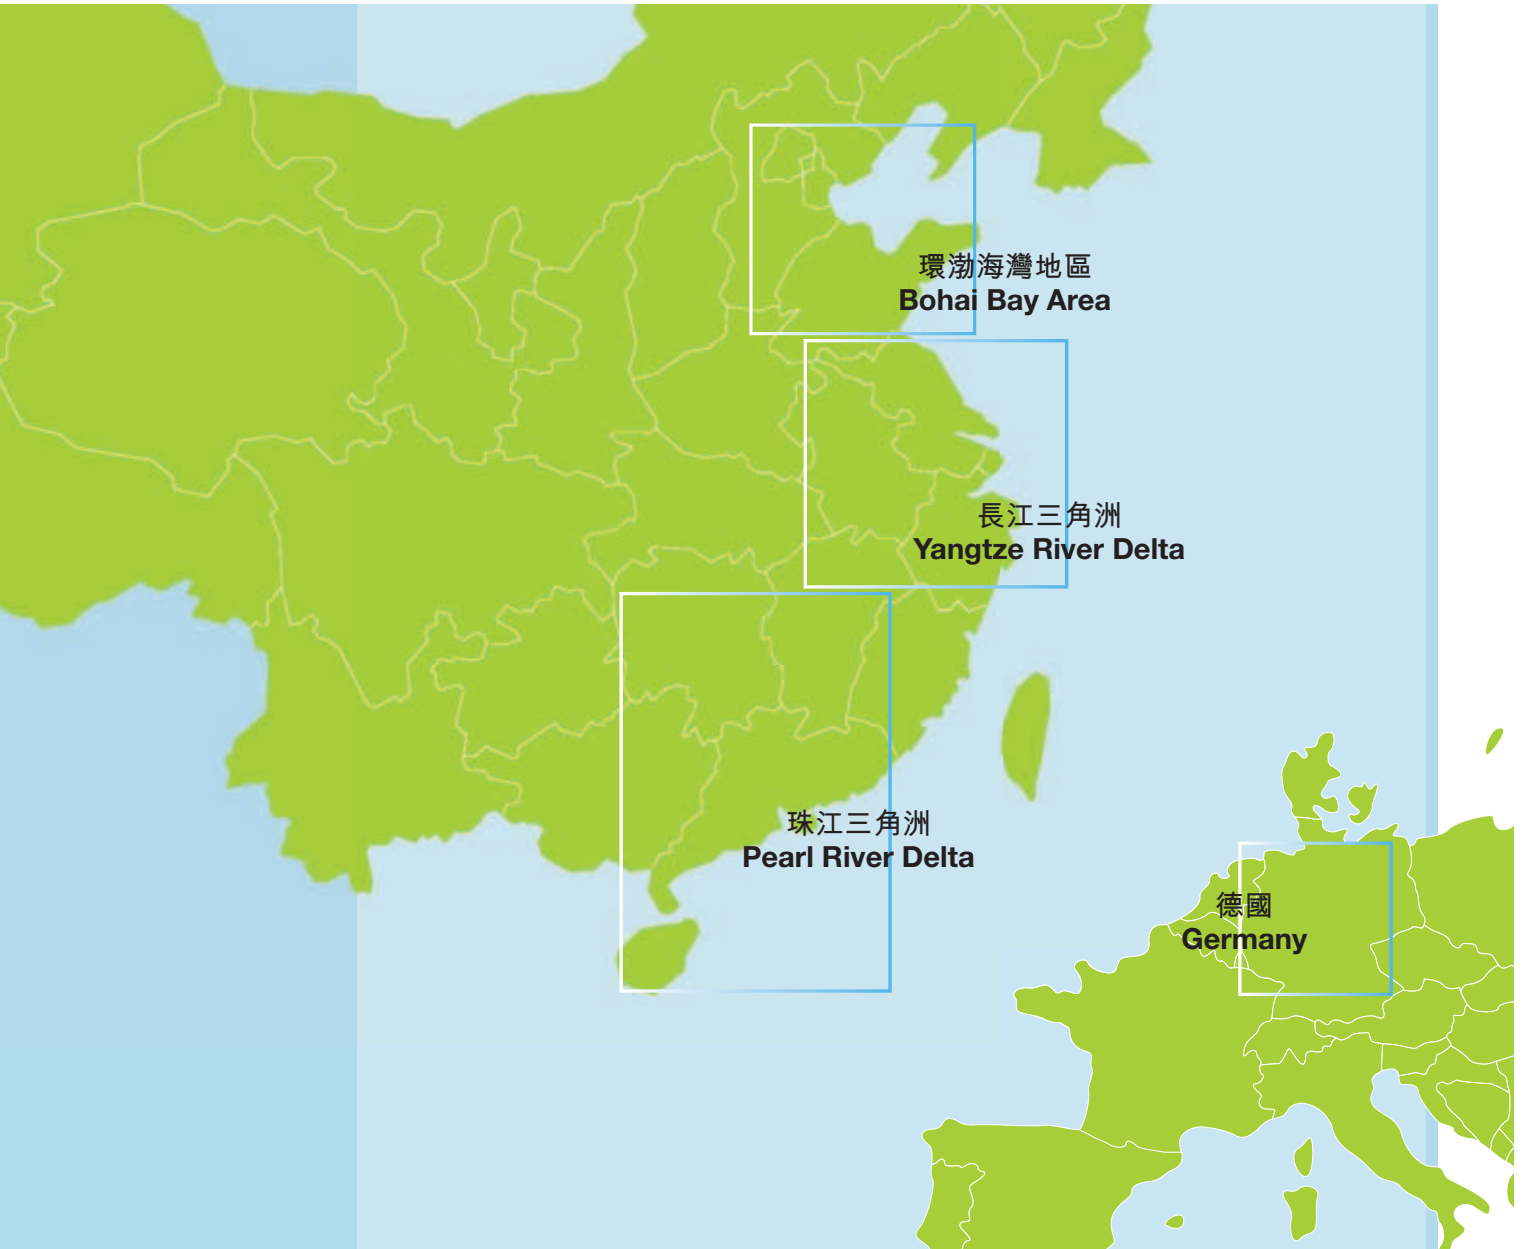 環渤海灣地區
Bohai Bay Area
長江三角洲
Yangtze River Delta
珠江三角洲
Pearl River Delta
德國
Germany